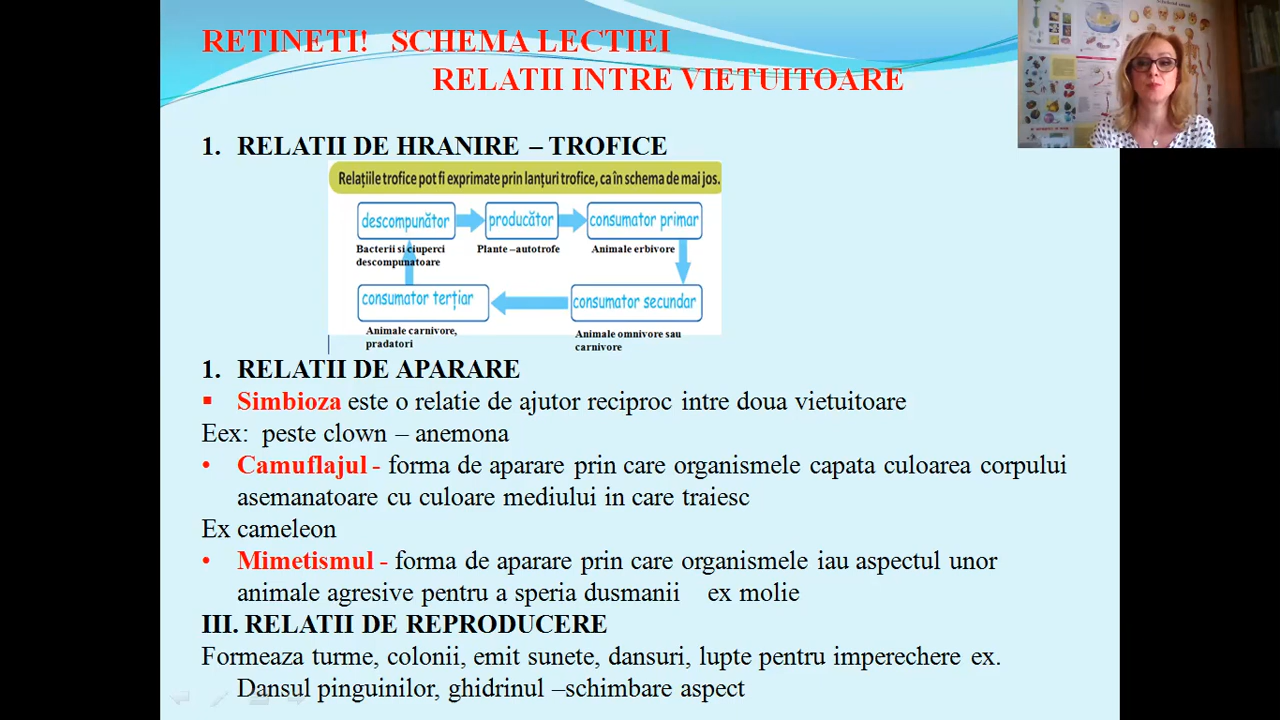 RETINETI! SCHEMA LECTIEI
RELATII INTRE VIETUITOARE
1. RELATII DE HRANIRE – TROFICE
Relațiile trofice pot fi exprimate prin lanțuri trofice, ca în schema de mai jos.
descompunător
producător
consumator primar
Bacterii si ciuperci
descompunatoare
Plante –autotrofe
Animale erbivore
consumator terțiar
consumator secundar
Animale carnivore,
pradatori
Animale omnivore sau
carnivore
1. RELATII DE APARARE
▪ Simbioza este o relatie de ajutor reciproc intre doua vietuitoare
Eex: peste clown – anemona
• Camuflajul - forma de aparare prin care organismele capata culoarea corpului
asemanatoare cu culoare mediului in care traiesc
Ex cameleon
• Mimetismul - forma de aparare prin care organismele iau aspectul unor
animale agresive pentru a speria dusmanii ex molie
III. RELATII DE REPRODUCERE
Formeaza turme, colonii, emit sunete, dansuri, lupte pentru imperechere ex.
Dansul pinguinilor, ghidrinul –schimbare aspect